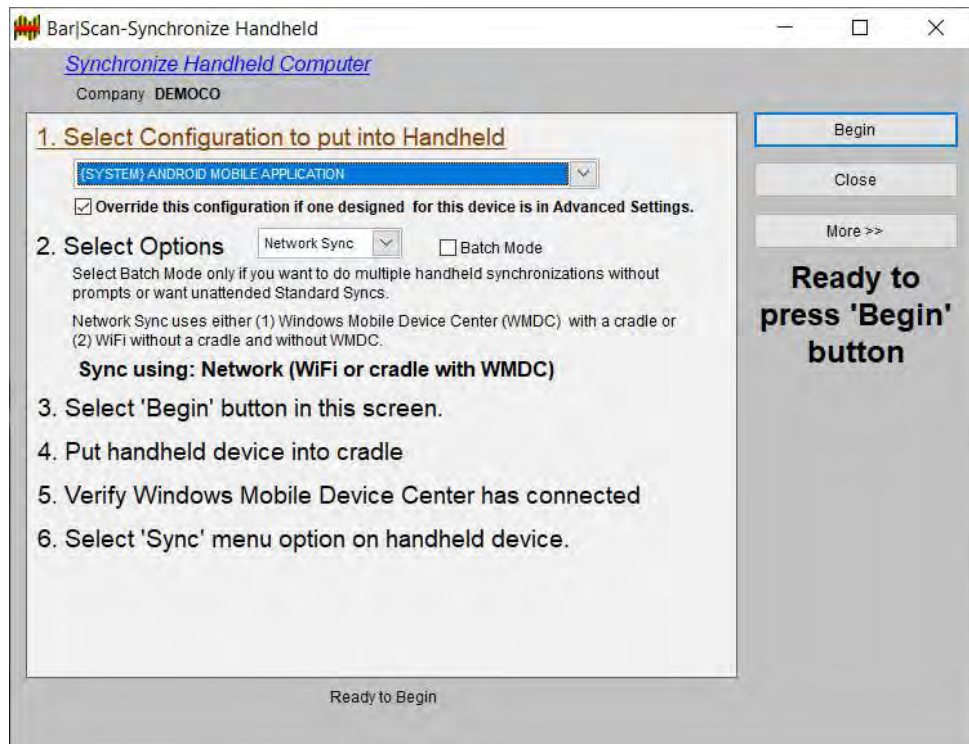 Bar|Scan-Synchronize Handheld
Synchronize Handheld Computer
Company DEMOCO
1. Select Configuration to put into Handheld
{SYSTEM} ANDROID MOBILE APPLICATION
Override this configuration if one designed for this device is in Advanced Settings.
2. Select Options Network Sync Batch Mode
Select Batch Mode only if you want to do multiple handheld synchronizations without
prompts or want unattended Standard Syncs.
Network Sync uses either (1) Windows Mobile Device Center (WMDC) with a cradle or
(2) WiFi without a cradle and without WMDC.
Sync using: Network (WiFi or cradle with WMDC)
3. Select 'Begin' button in this screen.
4. Put handheld device into cradle
5. Verify Windows Mobile Device Center has connected
6. Select 'Sync' menu option on handheld device.
Ready to Begin
Begin
Close
More >>
Ready to
press 'Begin'
button